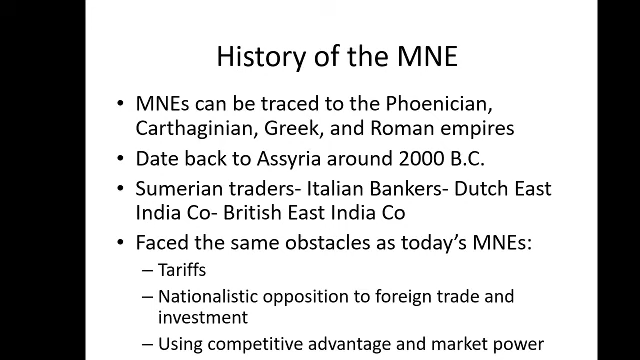 History of the MNE
• MNEs can be traced to the Phoenician,
Carthaginian, Greek, and Roman empires
• Date back to Assyria around 2000 B.C.
• Sumerian traders- Italian Bankers- Dutch East
India Co- British East India Co
• Faced the same obstacles as today's MNEs:
– Tariffs
– Nationalistic opposition to foreign trade and
investment
– Using competitive advantage and market power